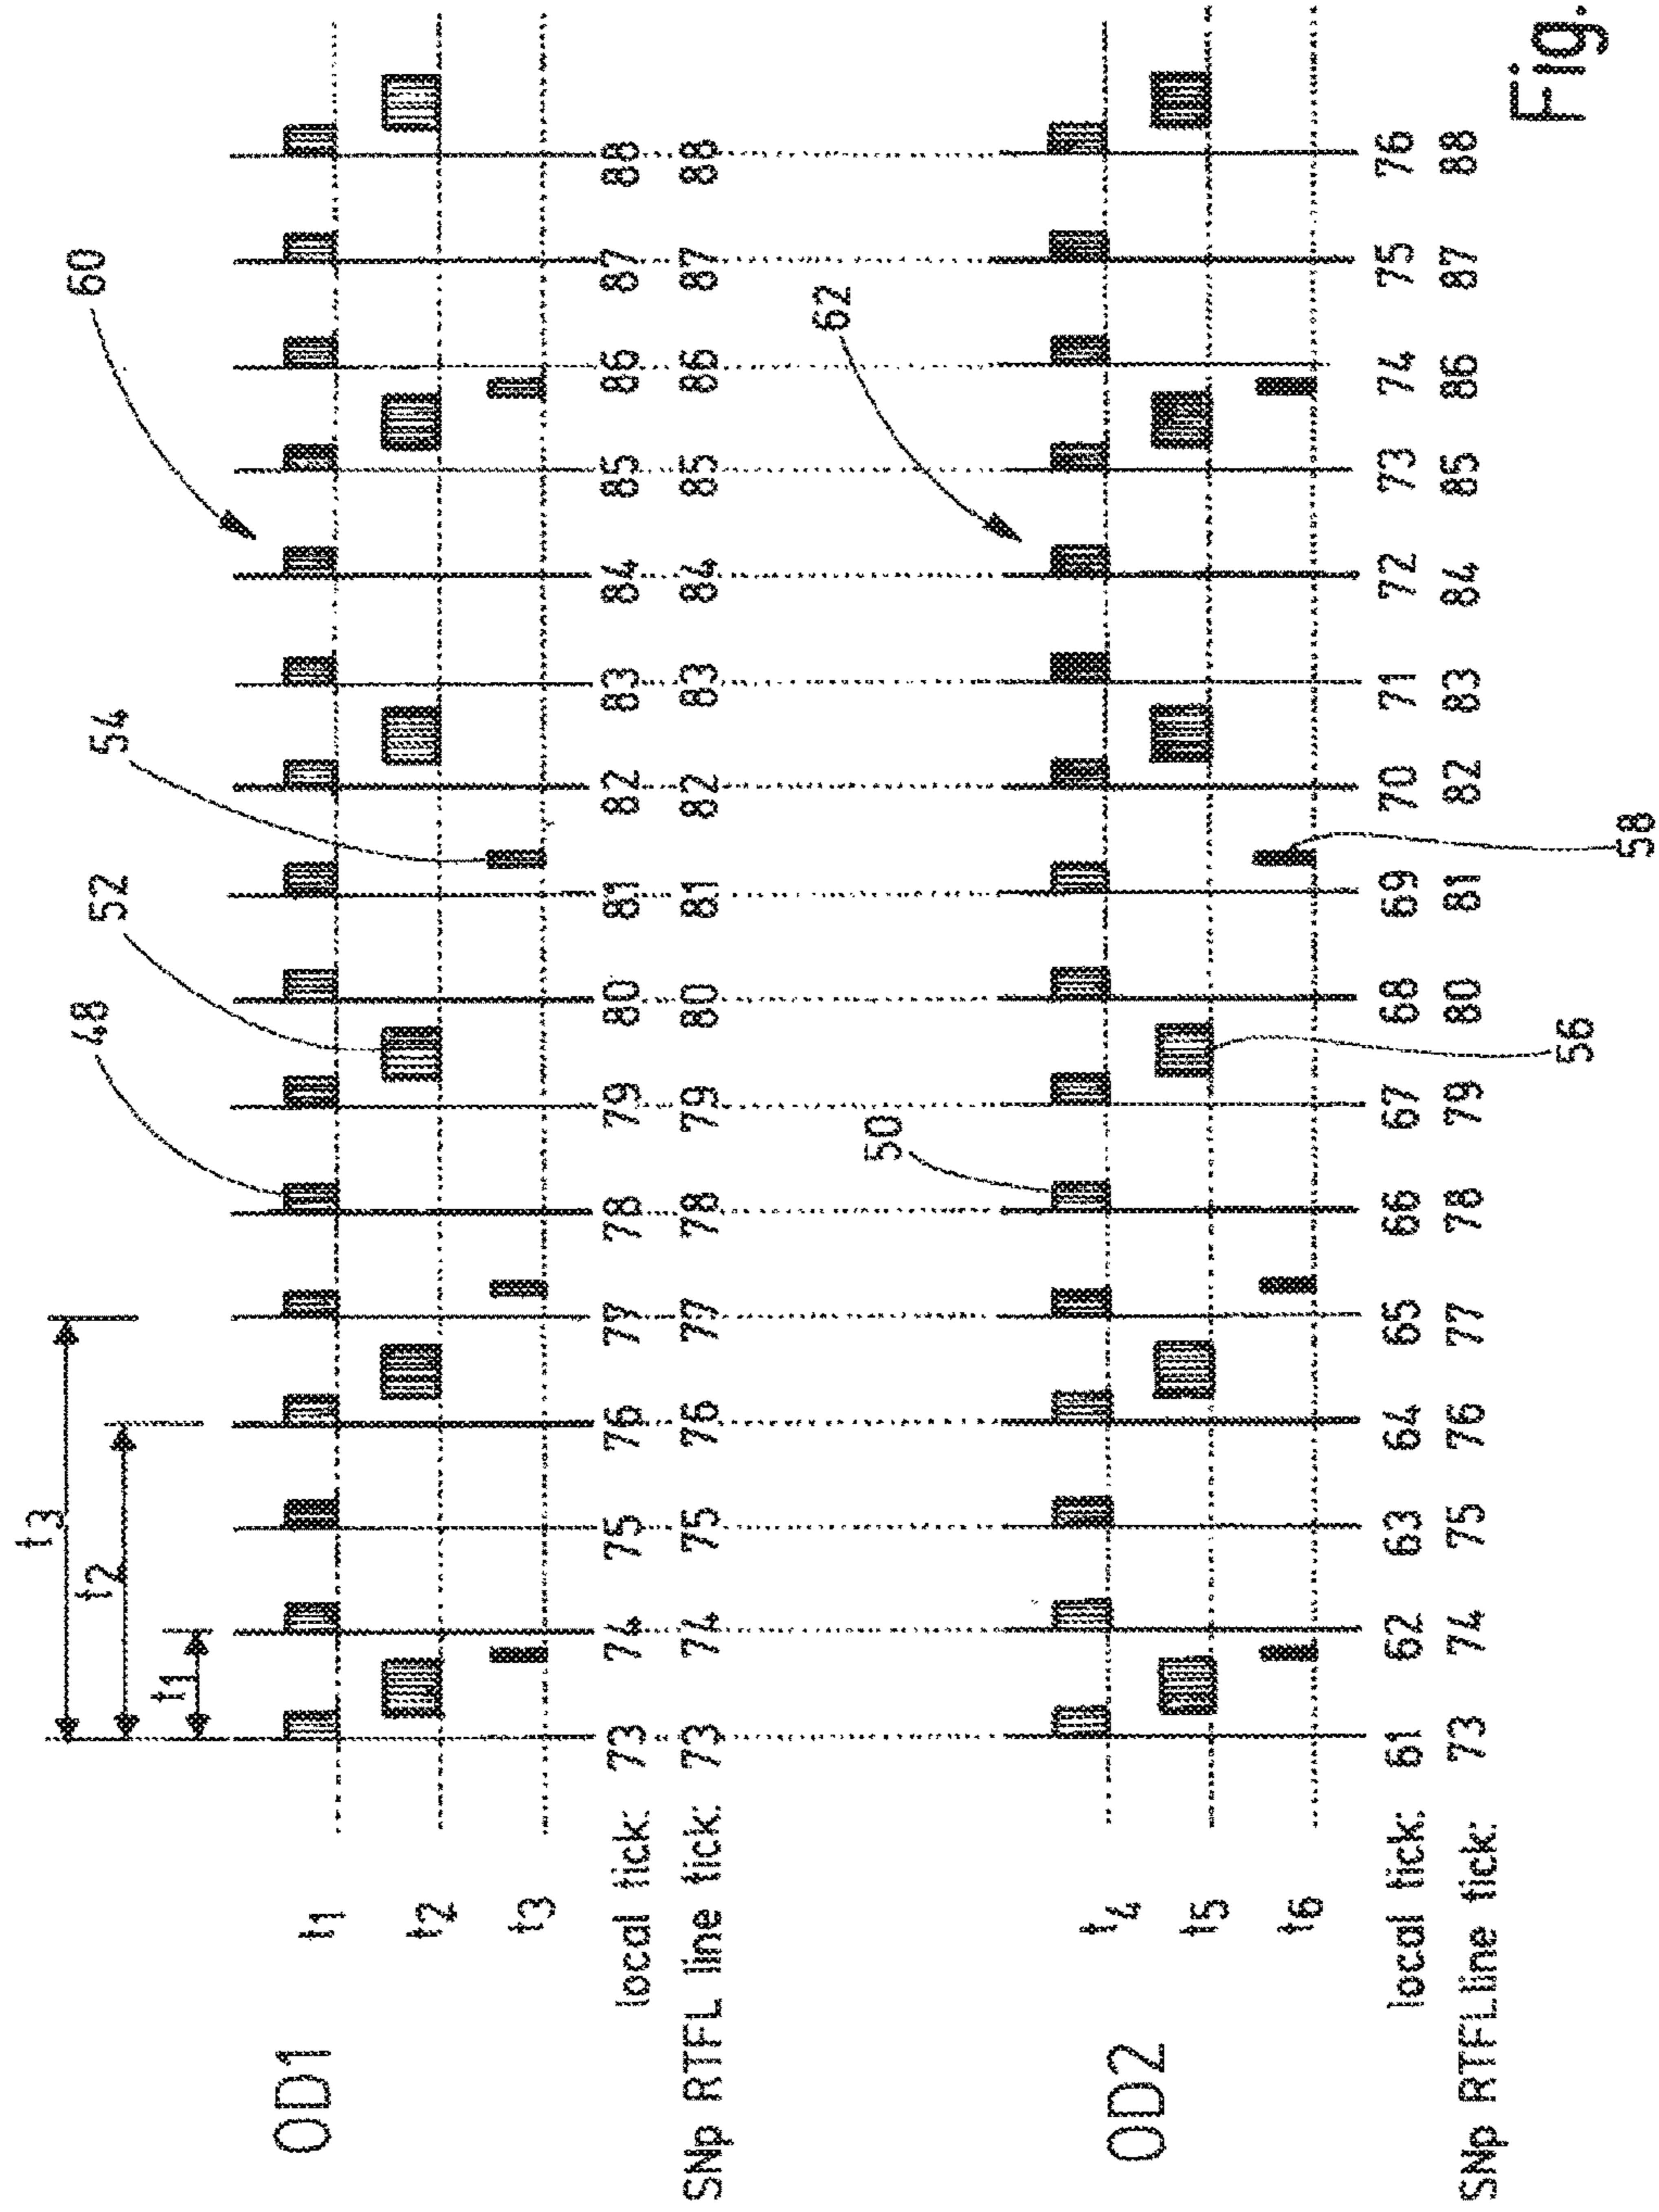 t3
t2
t1
48
52
54
60
OD1
t1
t2
t3
local tick: 73 74 75 76 77 78 79 80 81 82 83 84 85 86 87 88
SNp RTFL line tick: 73 74 75 76 77 78 79 80 81 82 83 84 85 86 87 88
50
62
OD2
t4
t5
t6
local tick: 61 62 63 64 65 66 67 68 69 70 71 72 73 74 75 76
SNp RTFL line tick: 73 74 75 76 77 78 79 80 81 82 83 84 85 86 87 88
56
58
Fig.